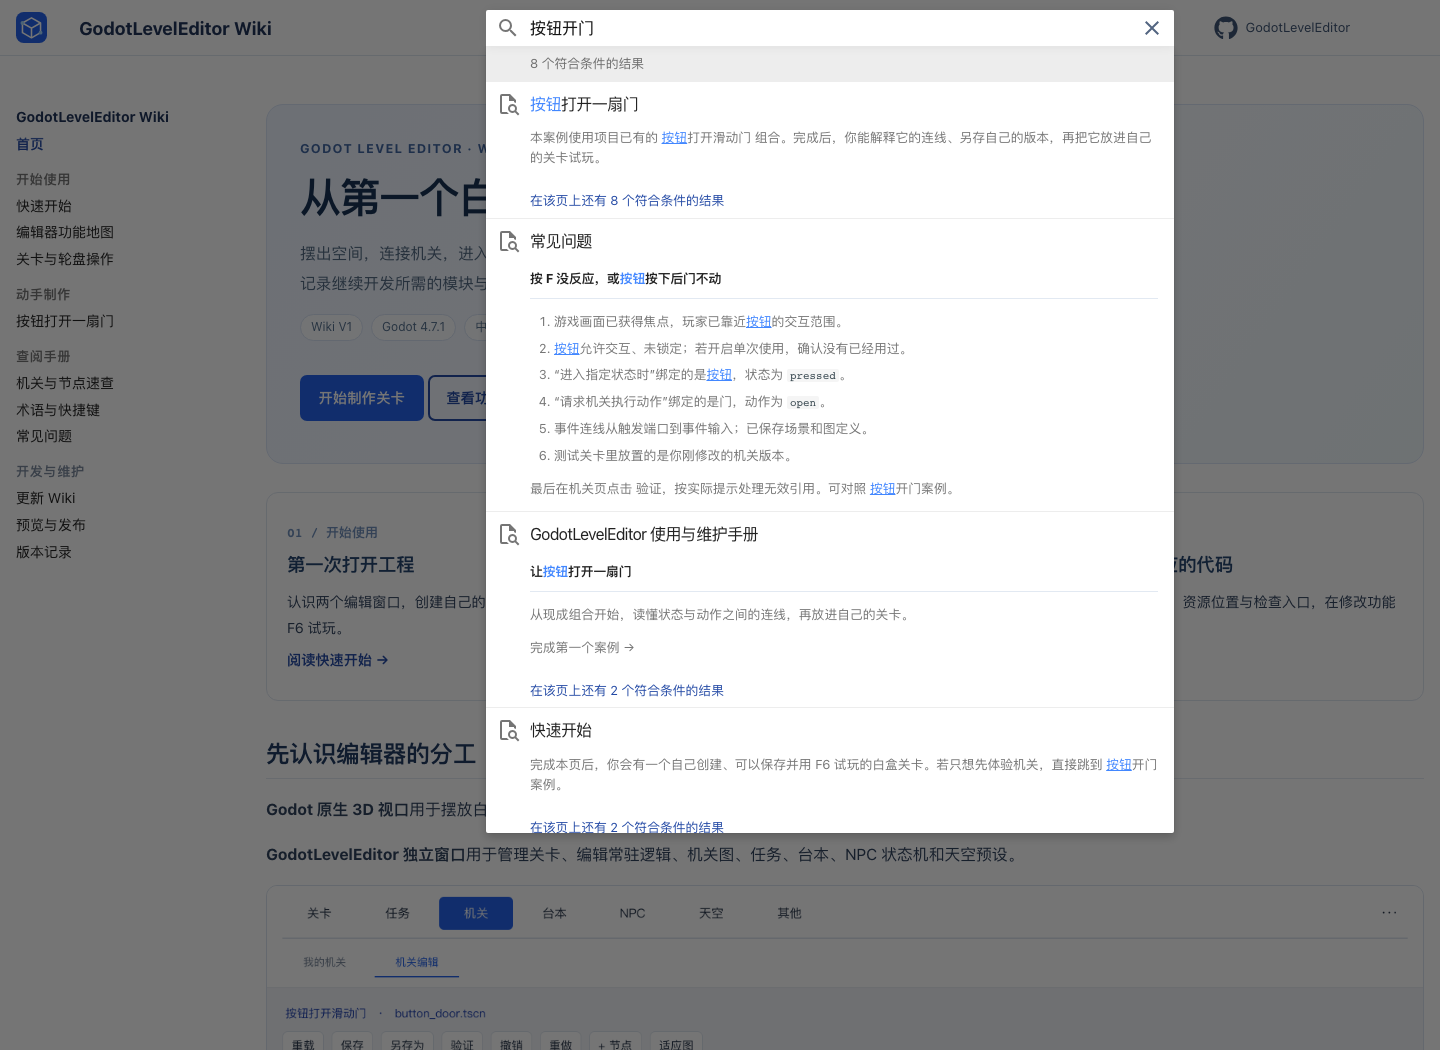 GodotLevelEditor Wiki
按钮开门
GodotLevelEditor
8 个符合条件的结果
按钮打开一扇门
本案例使用项目已有的 按钮打开滑动门 组合。完成后，你能解释它的连线、另存自己的版本，再把它放进自己
的关卡试玩。
在该页上还有 8 个符合条件的结果
常见问题
按 F 没反应，或按钮按下后门不动
1. 游戏画面已获得焦点，玩家已靠近按钮的交互范围。
2. 按钮允许交互、未锁定；若开启单次使用，确认没有已经用过。
3. “进入指定状态时”绑定的是按钮，状态为 pressed。
4. “请求机关执行动作”绑定的是门，动作为 open。
5. 事件连线从触发端口到事件输入；已保存场景和图定义。
6. 测试关卡里放置的是你刚修改的机关版本。
最后在机关页点击 验证，按实际提示处理无效引用。可对照 按钮开门案例。
GodotLevelEditor 使用与维护手册
让按钮打开一扇门
从现成组合开始，读懂状态与动作之间的连线，再放进自己的关卡。
完成第一个案例 →
在该页上还有 2 个符合条件的结果
快速开始
完成本页后，你会有一个自己创建、可以保存并用 F6 试玩的白盒关卡。若只想先体验机关，直接跳到 按钮开门
案例。
在该页上还有 2 个符合条件的结果
GodotLevelEditor Wiki
首页
开始使用
快速开始
编辑器功能地图
关卡与轮盘操作
动手制作
按钮打开一扇门
查阅手册
机关与节点速查
术语与快捷键
常见问题
开发与维护
更新 Wiki
预览与发布
版本记录
GODOT LEVEL EDITOR · W
从第一个白
摆出空间，连接机关，进入
记录继续开发所需的模块与
Wiki V1
Godot 4.7.1
中
开始制作关卡
查看功
01 / 开始使用
第一次打开工程
认识两个编辑窗口，创建自己的
F6 试玩。
阅读快速开始 →
的代码
资源位置与检查入口，在修改功能
先认识编辑器的分工
Godot 原生 3D 视口用于摆放白
GodotLevelEditor 独立窗口用于管理关卡、编辑常驻逻辑、机关图、任务、台本、NPC 状态机和天空预设。
关卡 任务 机关 台本 NPC 天空 其他 ...
我的机关 机关编辑
按钮打开滑动门 · button_door.tscn
重载 保存 另存为 验证 撤销 重做 + 节点 适应图